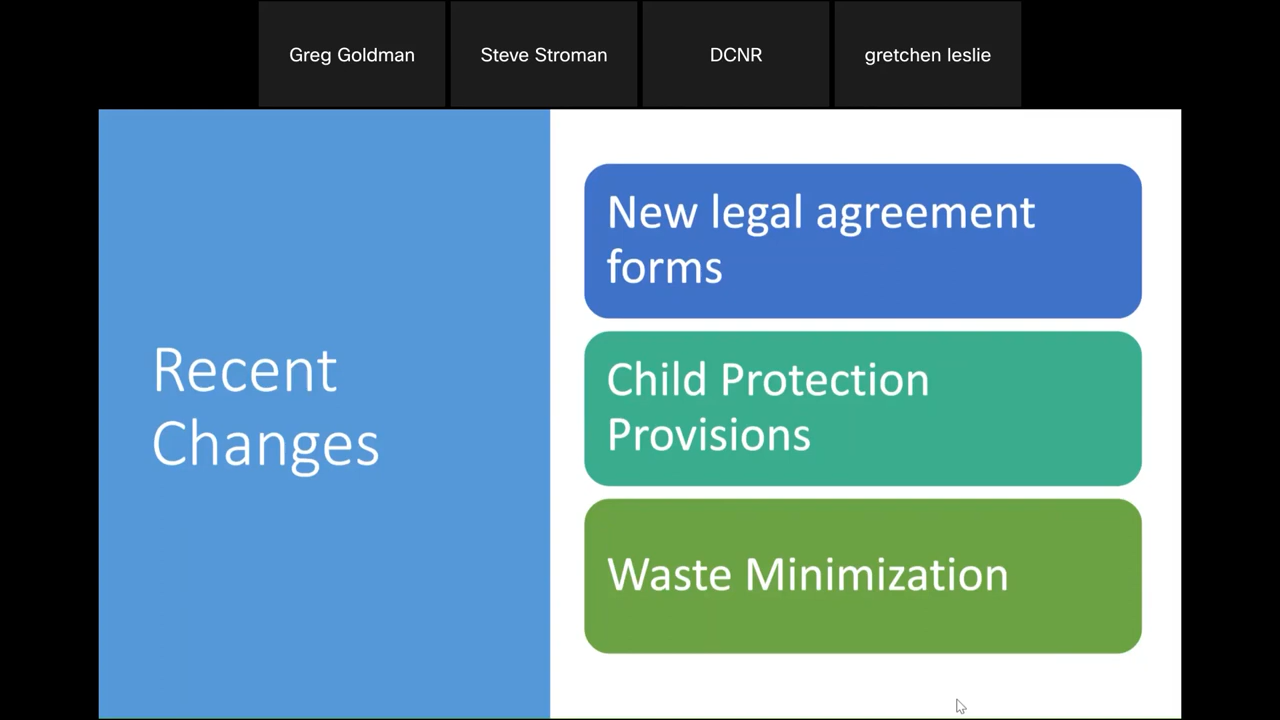 Greg Goldman
Steve Stroman
DCNR
gretchen leslie
Recent
Changes
New legal agreement
forms
Child Protection
Provisions
Waste Minimization